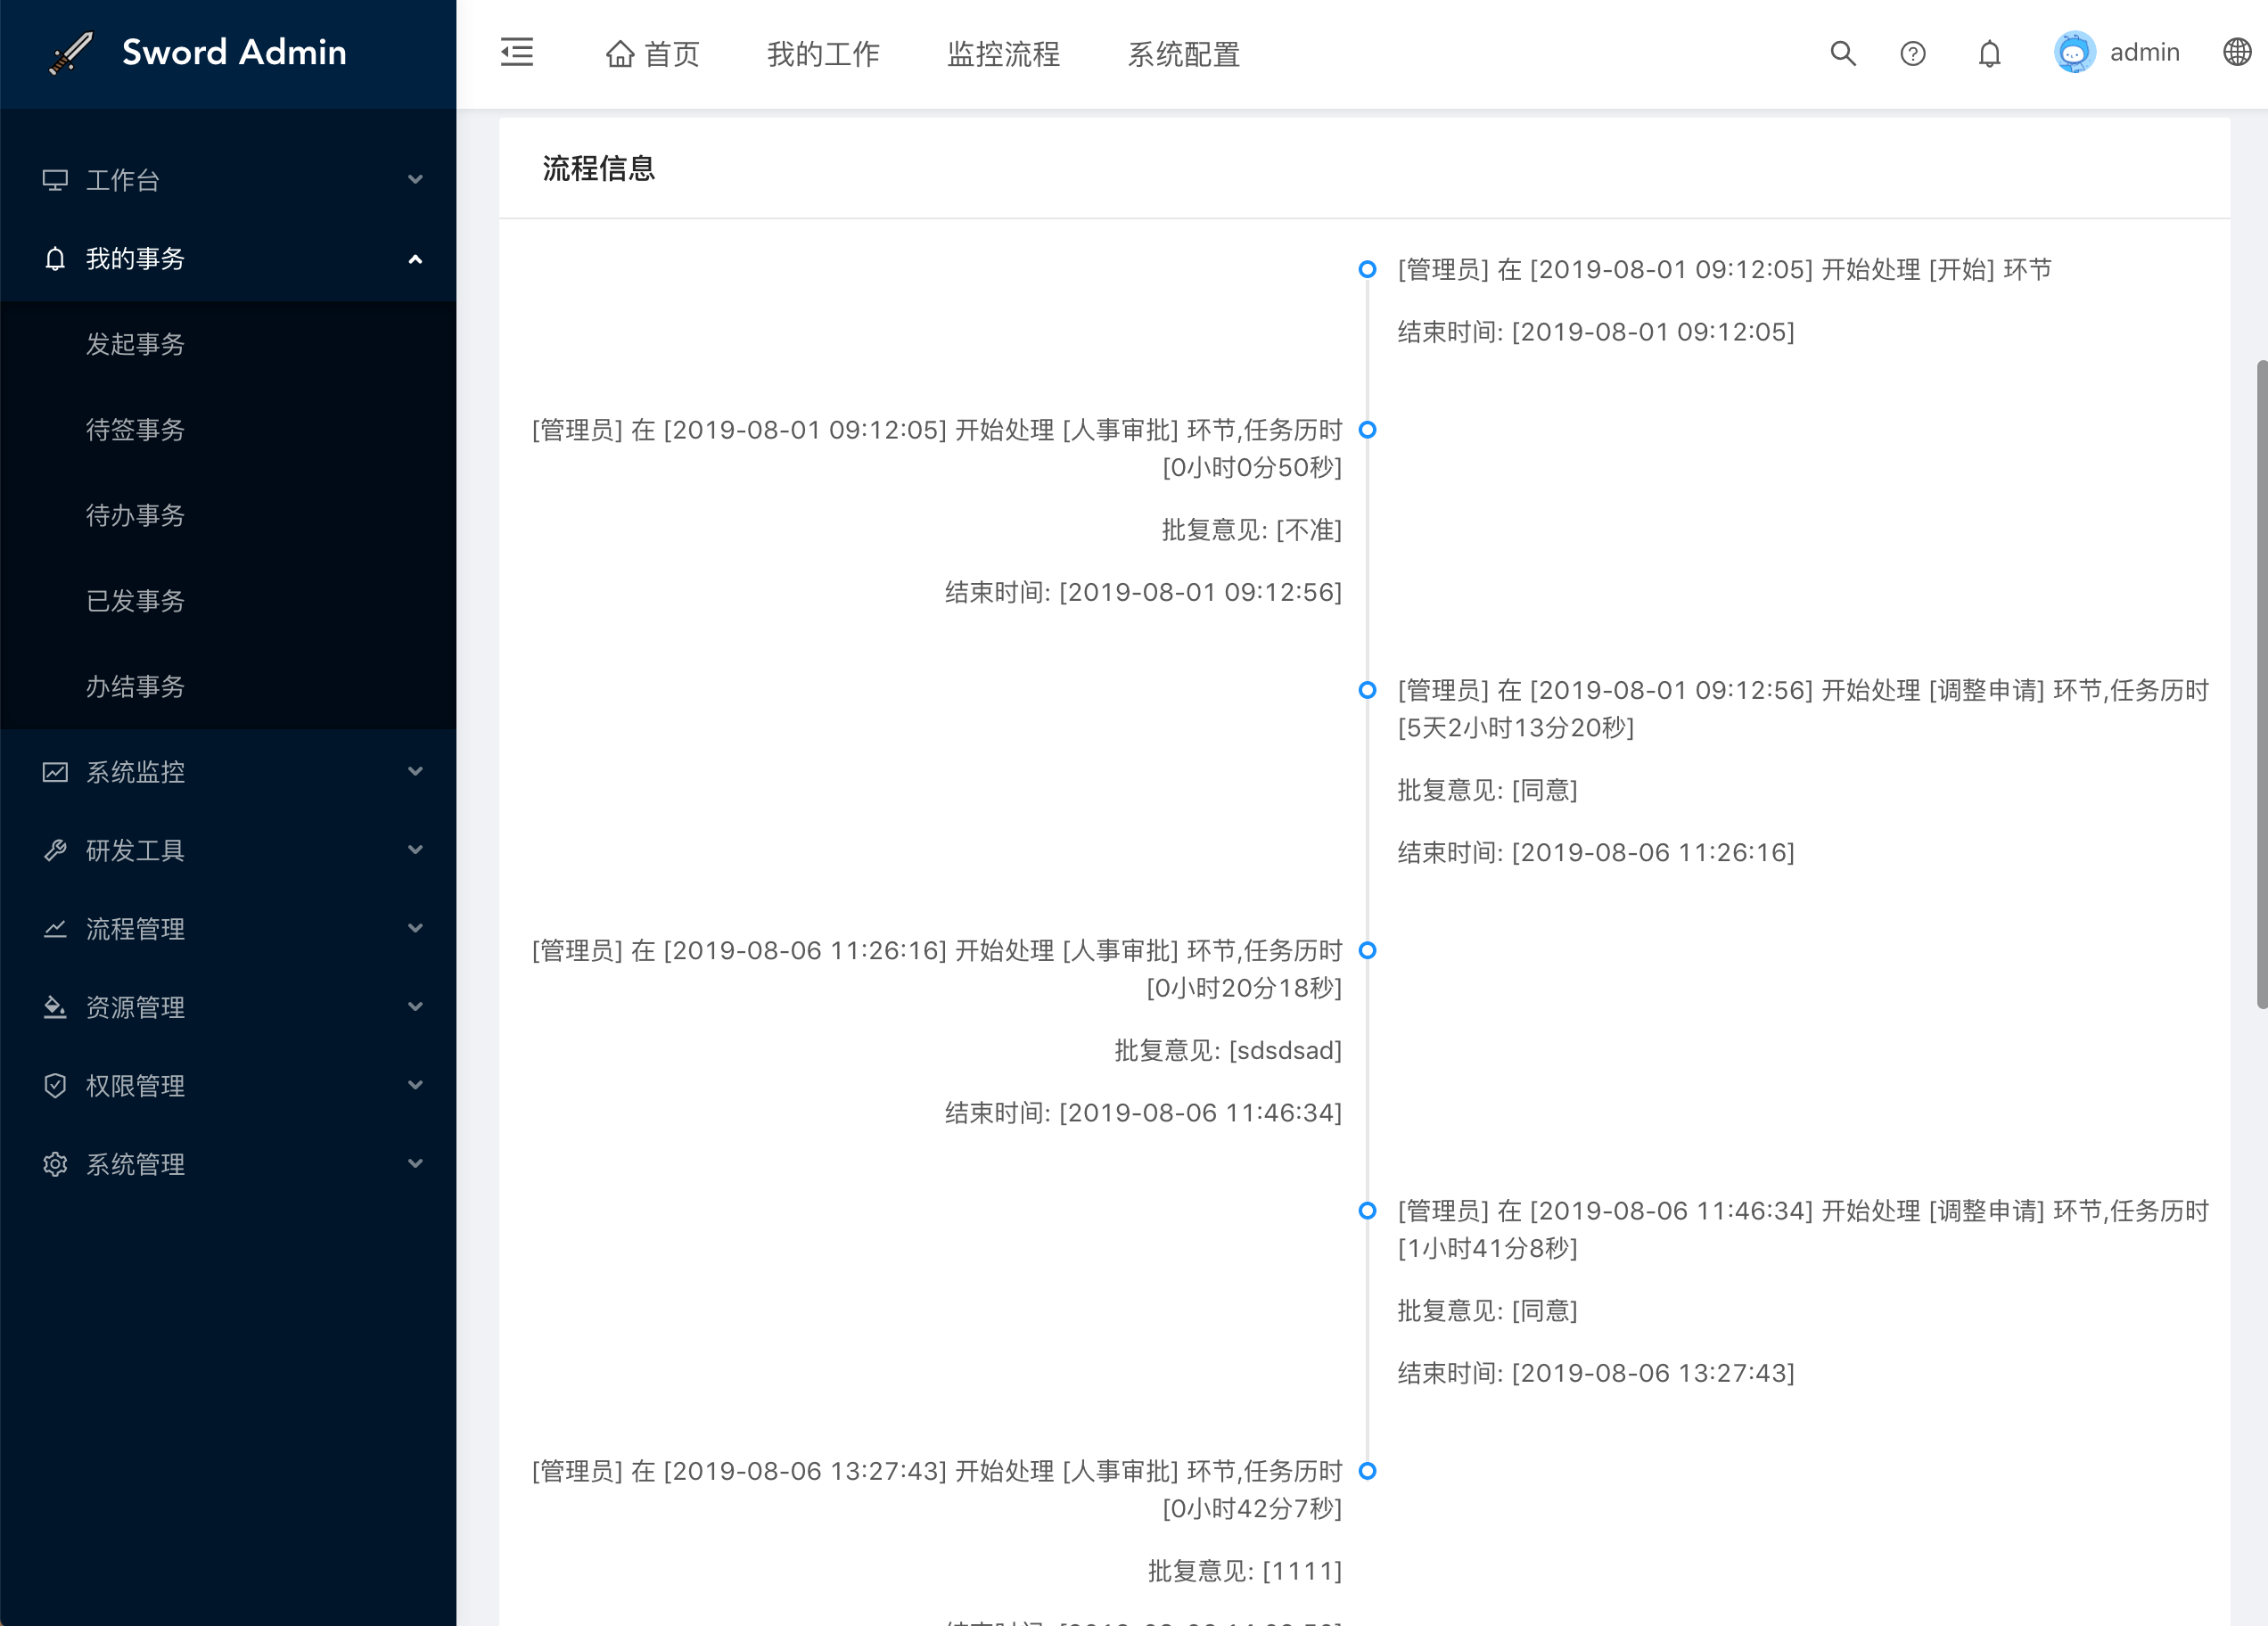 Sword Admin
首页
我的工作
监控流程
系统配置
admin
工作台
我的事务
发起事务
待签事务
待办事务
已发事务
办结事务
系统监控
研发工具
流程管理
资源管理
权限管理
系统管理
流程信息
[管理员] 在 [2019-08-01 09:12:05] 开始处理 [开始] 环节
结束时间: [2019-08-01 09:12:05]
[管理员] 在 [2019-08-01 09:12:05] 开始处理 [人事审批] 环节,任务历时
[0小时0分50秒]
批复意见: [不准]
结束时间: [2019-08-01 09:12:56]
[管理员] 在 [2019-08-01 09:12:56] 开始处理 [调整申请] 环节,任务历时
[5天2小时13分20秒]
批复意见: [同意]
结束时间: [2019-08-06 11:26:16]
[管理员] 在 [2019-08-06 11:26:16] 开始处理 [人事审批] 环节,任务历时
[0小时20分18秒]
批复意见: [sdsdsad]
结束时间: [2019-08-06 11:46:34]
[管理员] 在 [2019-08-06 11:46:34] 开始处理 [调整申请] 环节,任务历时
[1小时41分8秒]
批复意见: [同意]
结束时间: [2019-08-06 13:27:43]
[管理员] 在 [2019-08-06 13:27:43] 开始处理 [人事审批] 环节,任务历时
[0小时42分7秒]
批复意见: [1111]